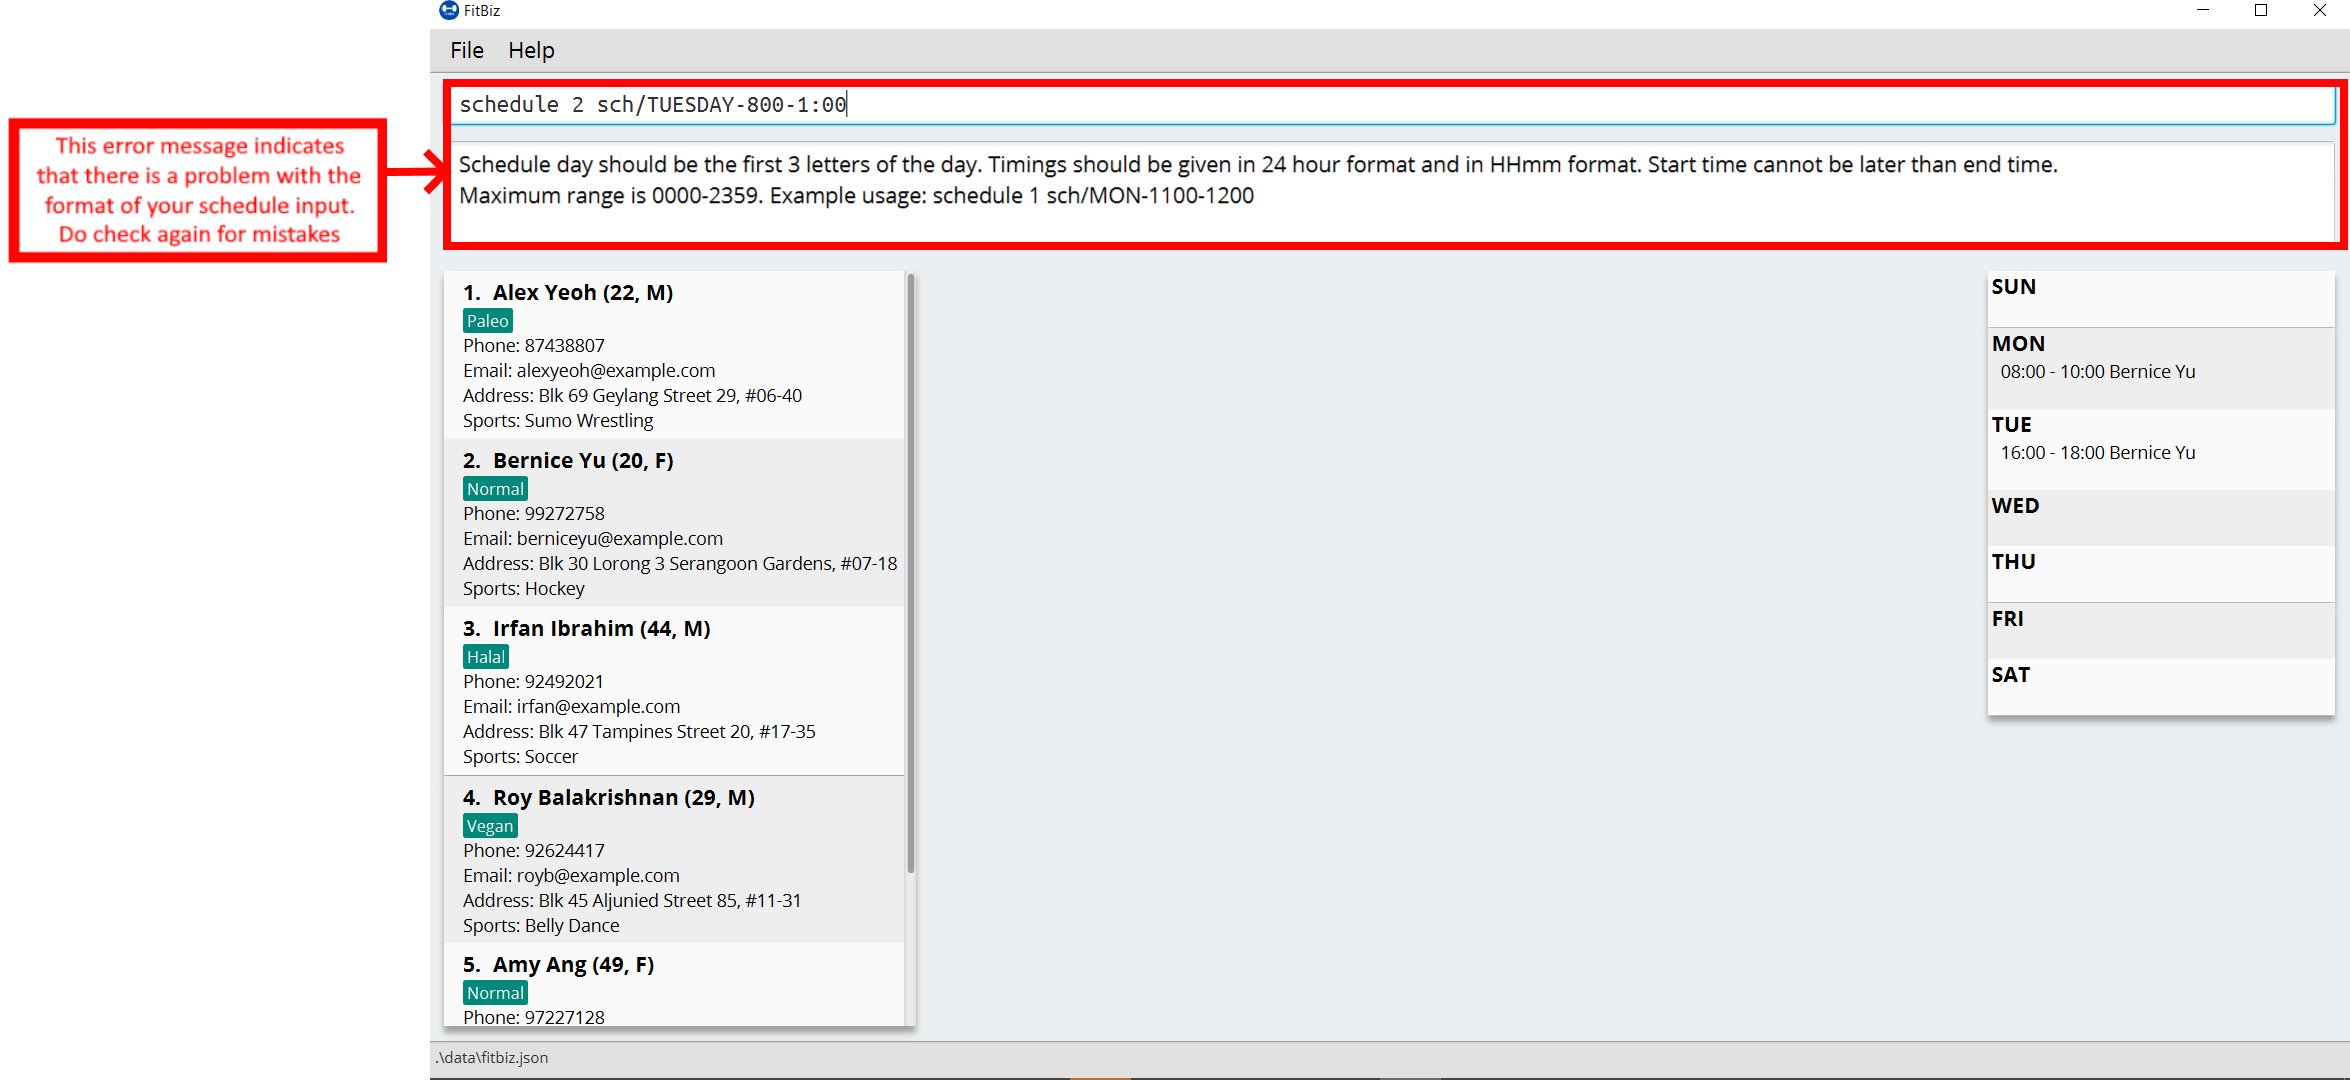 FitBiz
File Help
schedule 2 sch/TUESDAY-800-1:00
This error message indicates
that there is a problem with the
format of your schedule input.
Do check again for mistakes
Schedule day should be the first 3 letters of the day. Timings should be given in 24 hour format and in HHmm format. Start time cannot be later than end time.
Maximum range is 0000-2359. Example usage: schedule 1 sch/MON-1100-1200
1. Alex Yeoh (22, M)
Paleo
Phone: 87438807
Email: alexyeoh@example.com
Address: Blk 69 Geylang Street 29, #06-40
Sports: Sumo Wrestling
2. Bernice Yu (20, F)
Normal
Phone: 99272758
Email: berniceyu@example.com
Address: Blk 30 Lorong 3 Serangoon Gardens, #07-18
Sports: Hockey
3. Irfan Ibrahim (44, M)
Halal
Phone: 92492021
Email: irfan@example.com
Address: Blk 47 Tampines Street 20, #17-35
Sports: Soccer
4. Roy Balakrishnan (29, M)
Vegan
Phone: 92624417
Email: royb@example.com
Address: Blk 45 Aljunied Street 85, #11-31
Sports: Belly Dance
5. Amy Ang (49, F)
Normal
Phone: 97227128
SUN
MON
08:00 - 10:00 Bernice Yu
TUE
16:00 - 18:00 Bernice Yu
WED
THU
FRI
SAT
.\data\fitbiz.json